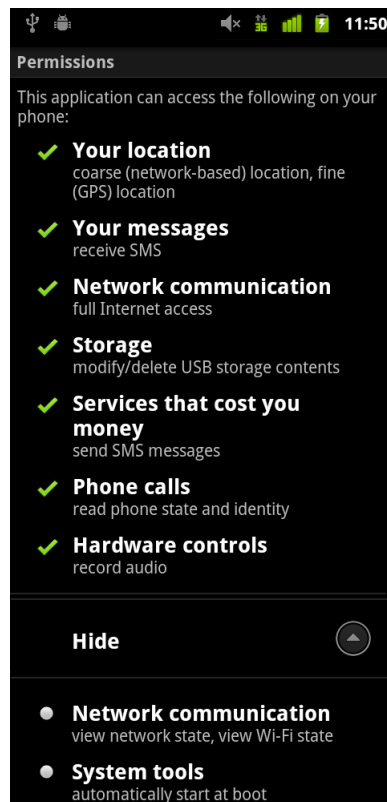 3G 11:50
Permissions
This application can access the following on your
phone:
Your location
coarse (network-based) location, fine
(GPS) location
Your messages
receive SMS
Network communication
full Internet access
Storage
modify/delete USB storage contents
Services that cost you
money
send SMS messages
Phone calls
read phone state and identity
Hardware controls
record audio
Hide
Network communication
view network state, view Wi-Fi state
System tools
automatically start at boot